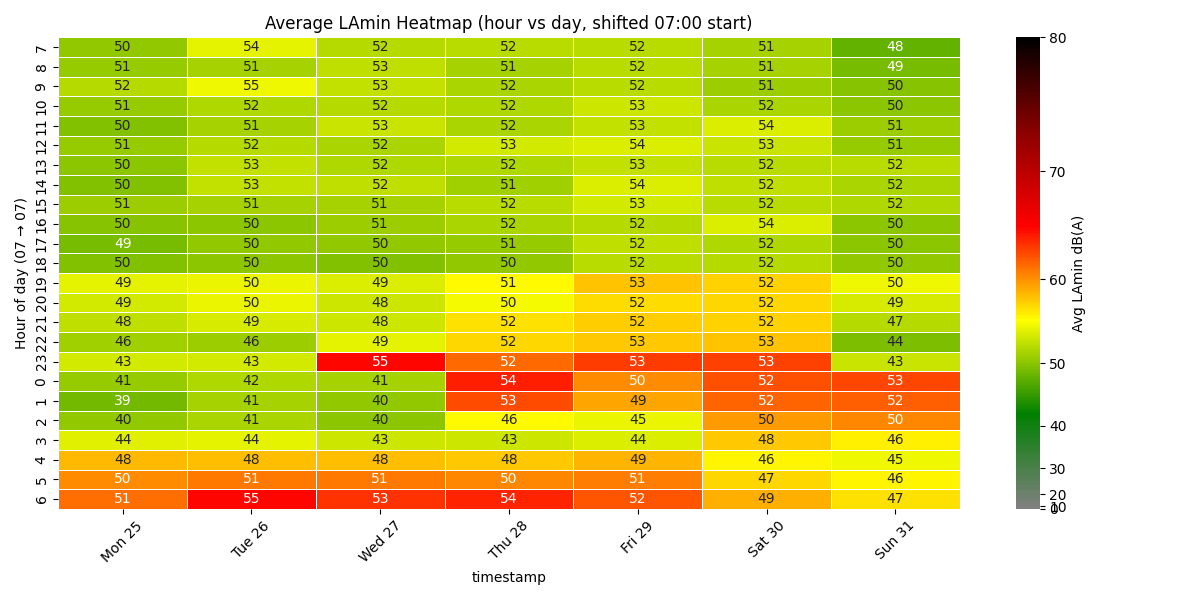 Average LAmin Heatmap (hour vs day, shifted 07:00 start)
Hour of day (07 → 07)
7 50 54 52 52 52 51 48
8 51 51 53 51 52 51 49
9 52 55 53 52 52 51 50
10 51 52 52 52 53 52 50
11 50 51 53 52 53 54 51
12 51 52 52 53 54 53 51
13 50 53 52 52 53 52 52
14 50 53 52 51 54 52 52
15 51 51 51 52 53 52 52
16 50 50 51 52 52 54 50
17 49 50 50 51 52 52 50
18 50 50 50 50 52 52 50
19 49 50 49 51 53 52 50
20 49 50 48 50 52 52 49
21 48 49 48 52 52 52 47
22 46 46 49 52 53 53 44
23 43 43 55 52 53 53 43
0 41 42 41 54 50 52 53
1 39 41 40 53 49 52 52
2 40 41 40 46 45 50 50
3 44 44 43 43 44 48 46
4 48 48 48 48 49 46 45
5 50 51 51 50 51 47 46
6 51 55 53 54 52 49 47
Mon 25 Tue 26 Wed 27 Thu 28 Fri 29 Sat 30 Sun 31
timestamp
80
70
60
50
40
30
20
10
0
Avg LAmin dB(A)